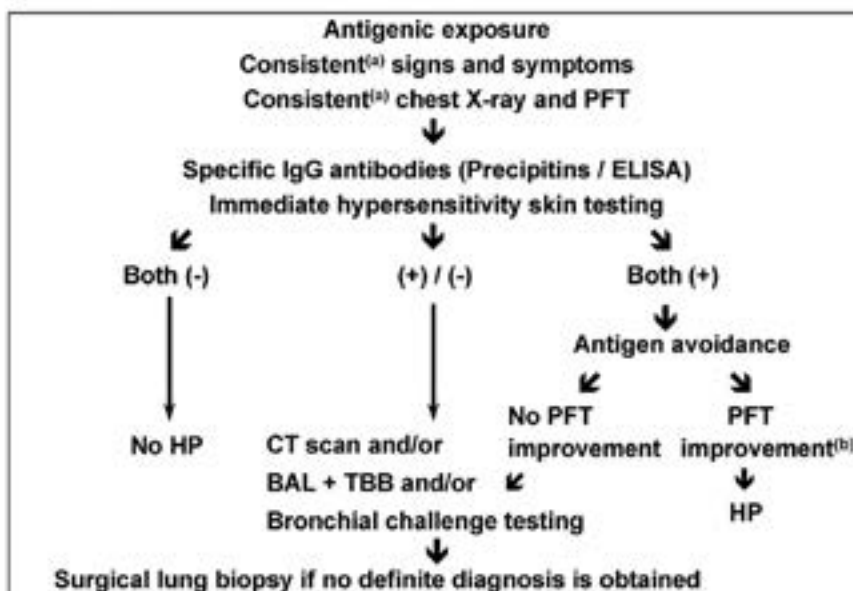 Antigenic exposure
Consistent(a) signs and symptoms
Consistent(a) chest X-ray and PFT
Specific IgG antibodies (Precipitins / ELISA)
Immediate hypersensitivity skin testing
Both (-)
(+) / (-)
Both (+)
Antigen avoidance
No HP
CT scan and/or
BAL + TBB and/or
Bronchial challenge testing
No PFT
improvement
PFT
improvement(b)
HP
Surgical lung biopsy if no definite diagnosis is obtained